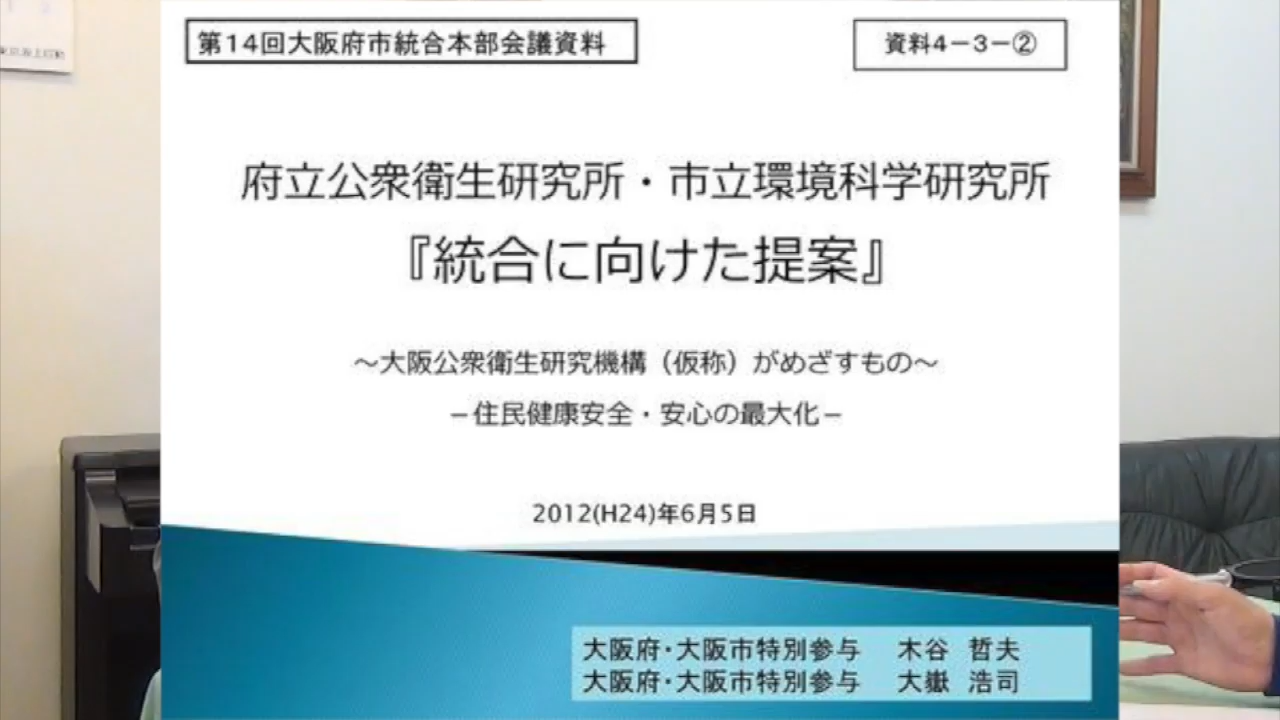 第14回大阪府市統合本部会議資料
資料4－3－②
府立公衆衛生研究所・市立環境科学研究所
『統合に向けた提案』
～大阪公衆衛生研究機構（仮称）がめざすもの～
－住民健康安全・安心の最大化－
2012(H24)年6月5日
大阪府・大阪市特別参与 木谷 哲夫
大阪府・大阪市特別参与 大嶽 浩司